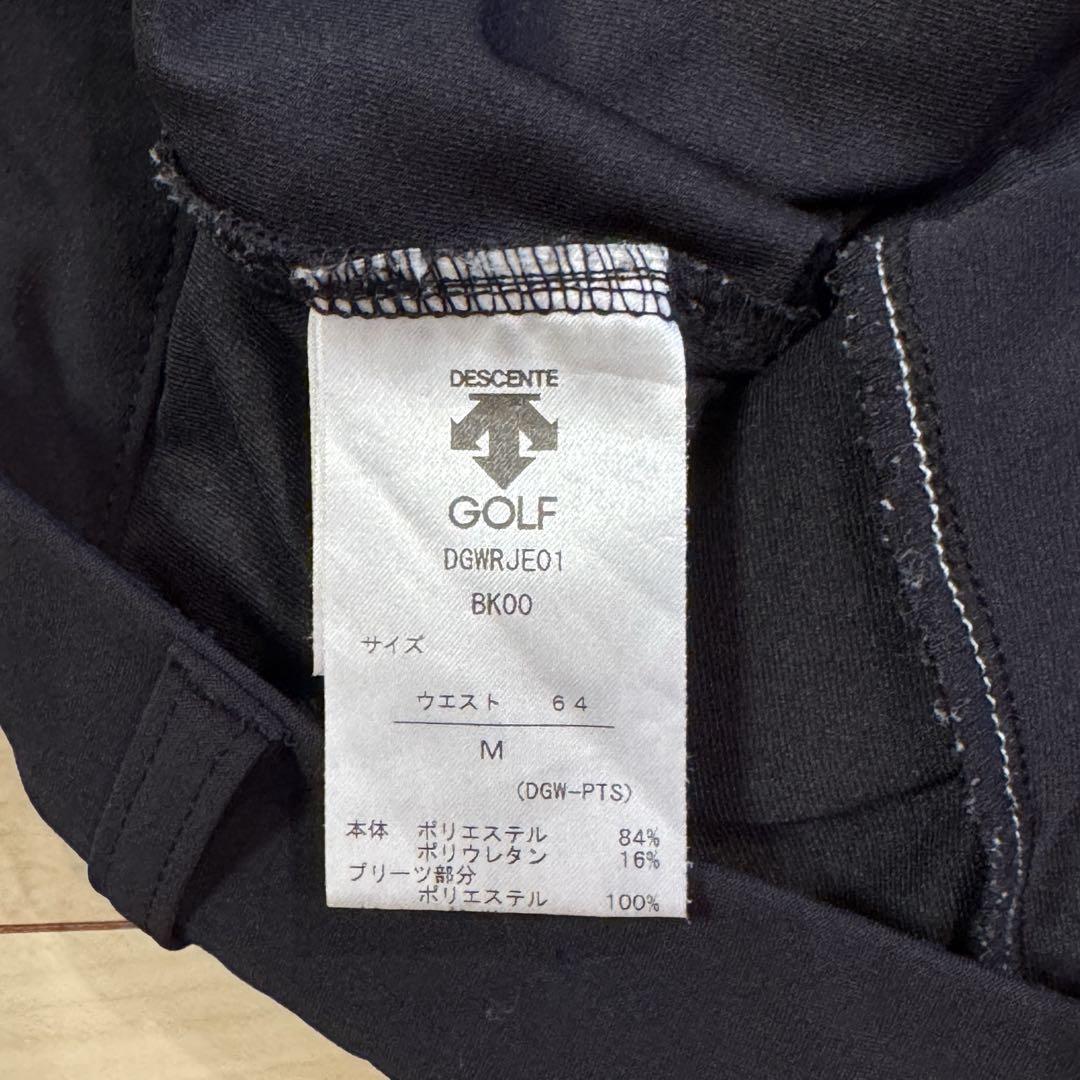 DESCENTE
GOLF
DGWRJE01
BK00
サイズ
ウエスト 64
M
(DGW-PTS)
本体 ポリエステル 84%
ポリウレタン 16%
プリーツ部分
ポリエステル 100%